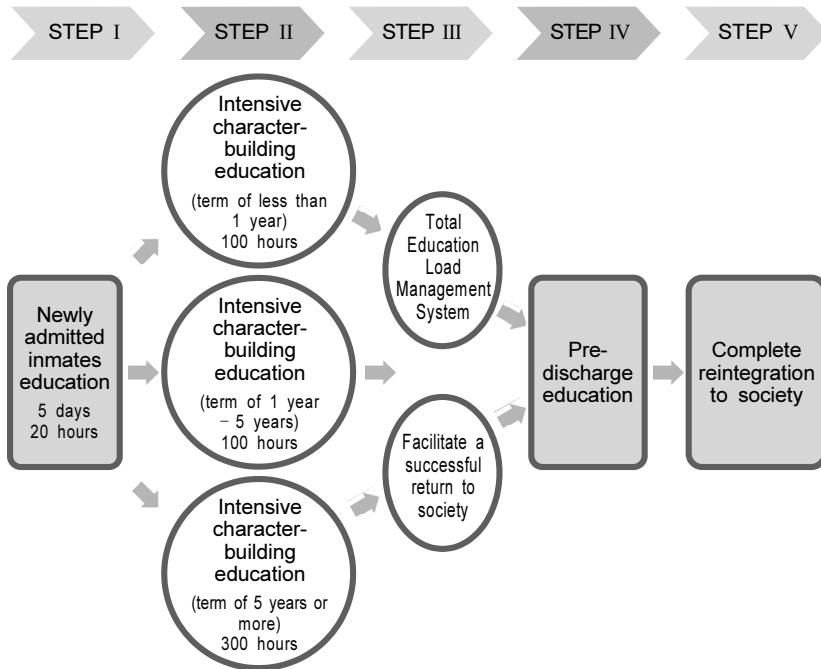 STEP Ⅰ
STEP Ⅱ
STEP Ⅲ
STEP Ⅳ
STEP Ⅴ
Newly
admitted
inmates
education
5 days
20 hours
Intensive
character-
building
education
(term of less than
1 year)
100 hours
Intensive
character-
building
education
(term of 1 year
– 5 years)
100 hours
Intensive
character-
building
education
(term of 5 years or
more)
300 hours
Total
Education
Load
Management
System
Facilitate a
successful
return to
society
Pre-
discharge
education
Complete
reintegration
to society